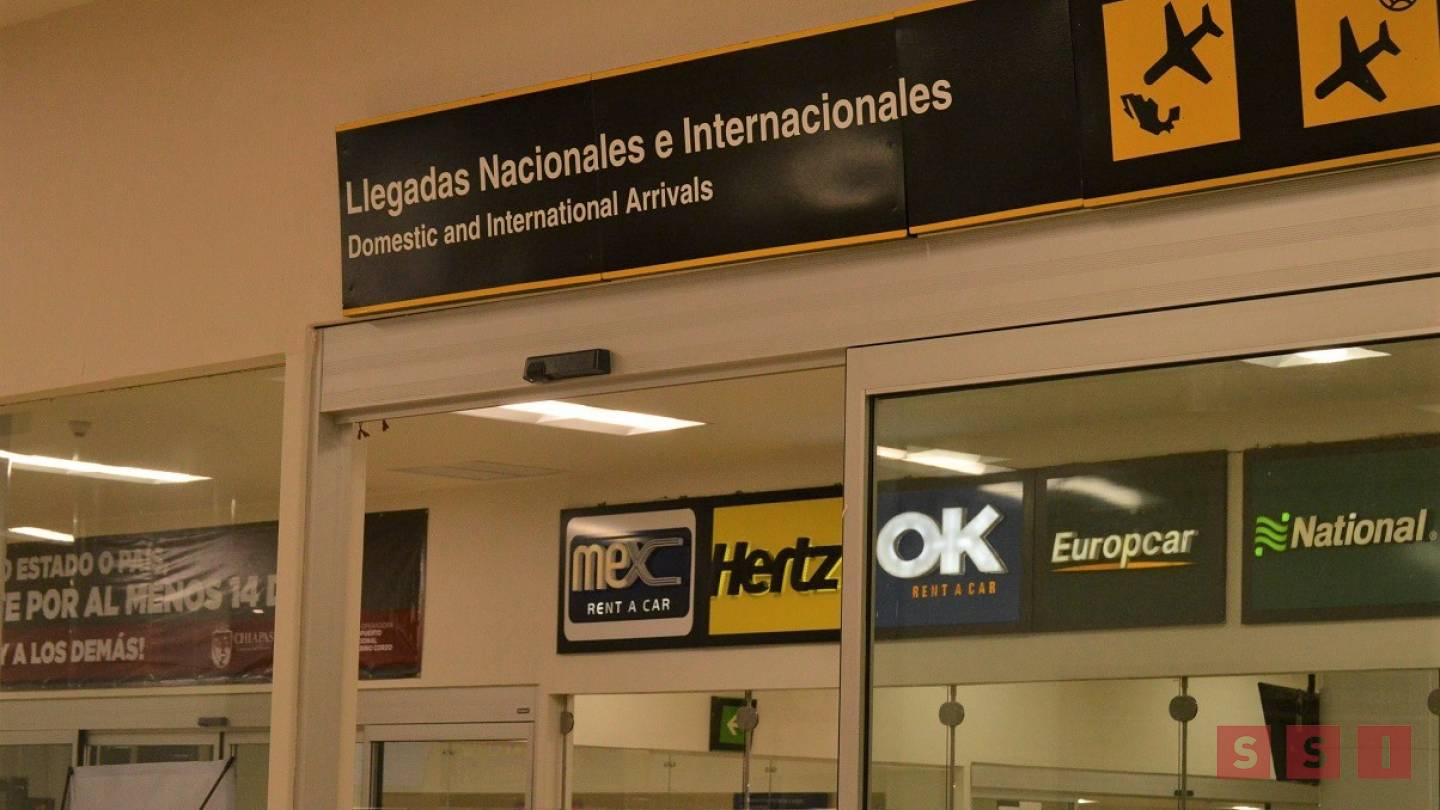 Llegadas Nacionales e Internacionales
Domestic and International Arrivals
mex
RENT A CAR
Hertz
OK
RENT A CAR
Europcar
National
O ESTADO O PAÍS,
E POR AL MENOS 14 D
Y A LOS DEMÁS!
CHIAPAS
SSI